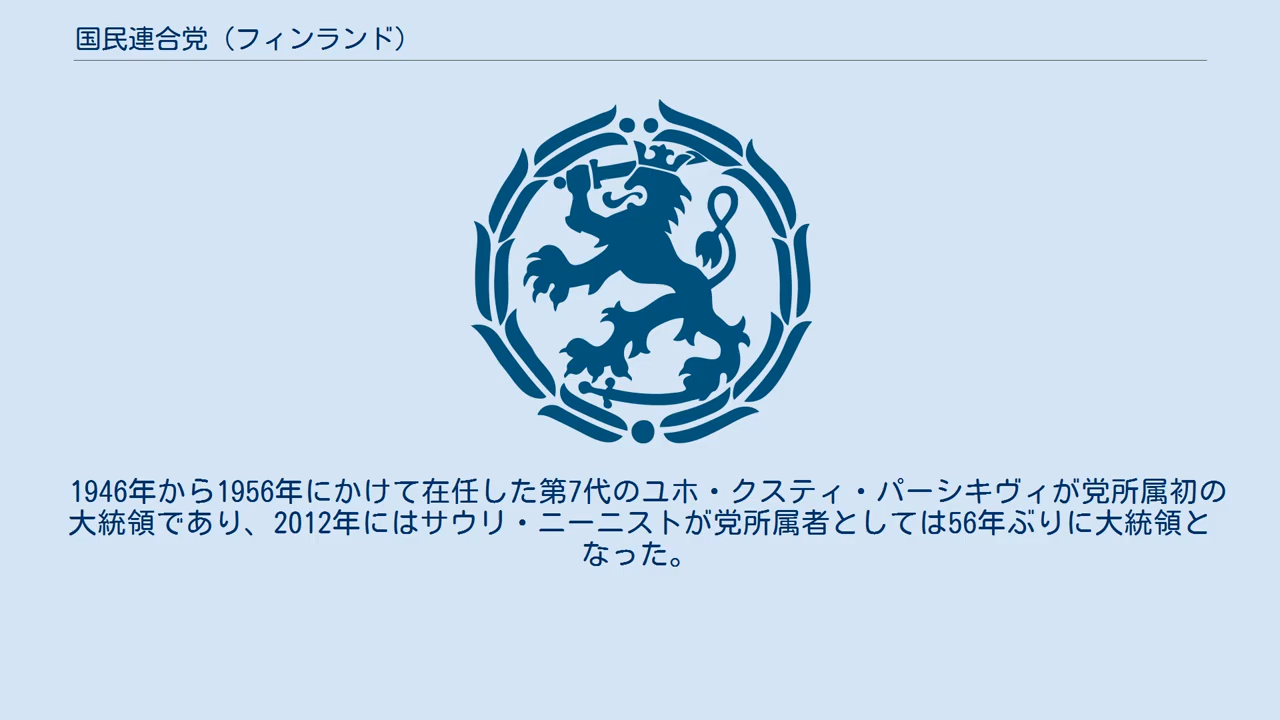 国民連合党（フィンランド）
1946年から1956年にかけて在任した第7代のユホ・クスティ・パーシキヴィが党所属初の
大統領であり、2012年にはサウリ・ニーニストが党所属者としては56年ぶりに大統領と
なった。